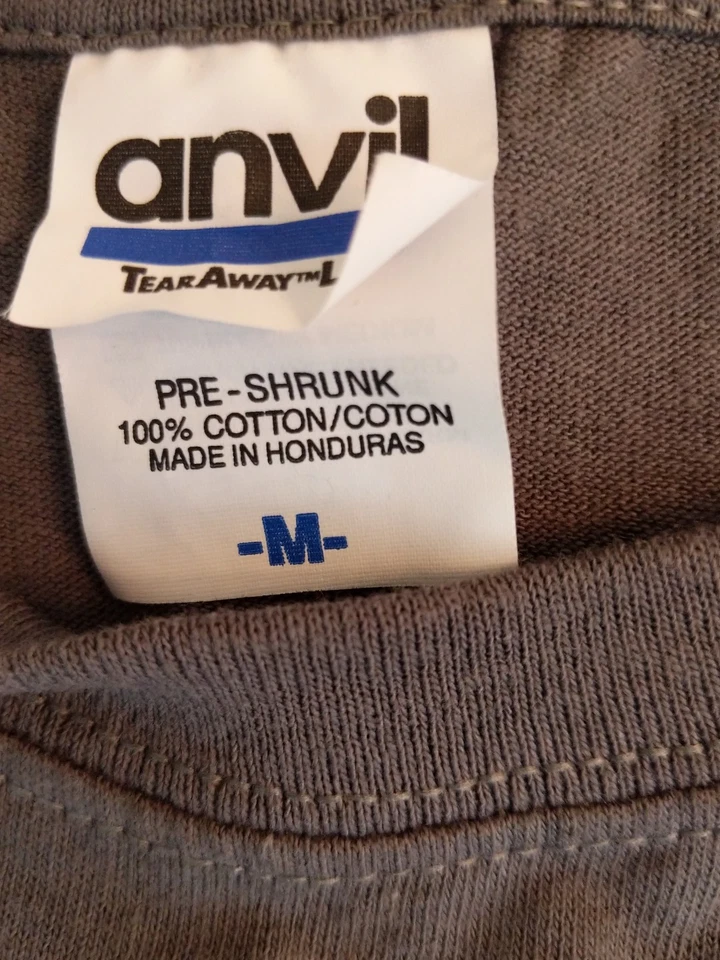 anvil
TEARAWAY™L
PRE-SHRUNK
100% COTTON/COTON
MADE IN HONDURAS
-M-